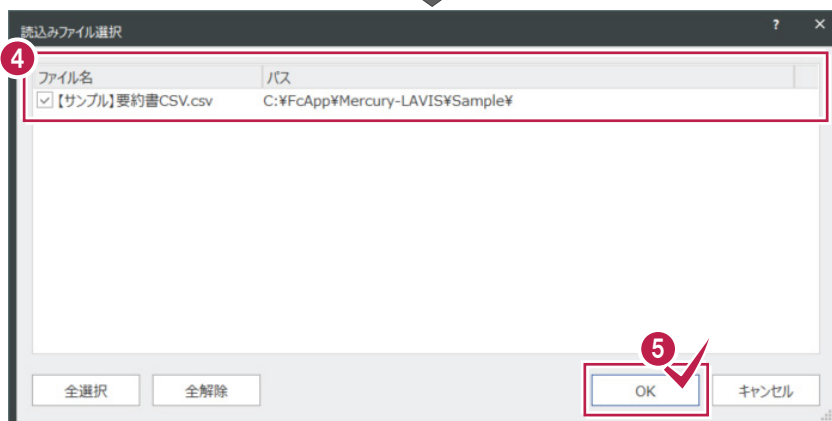 読込みファイル選択 ? ×
4
ファイル名 パス
【サンプル】要約書CSV.csv C:¥FcApp¥Mercury-LAVIS¥Sample¥
5
全選択 全解除 OK キャンセル